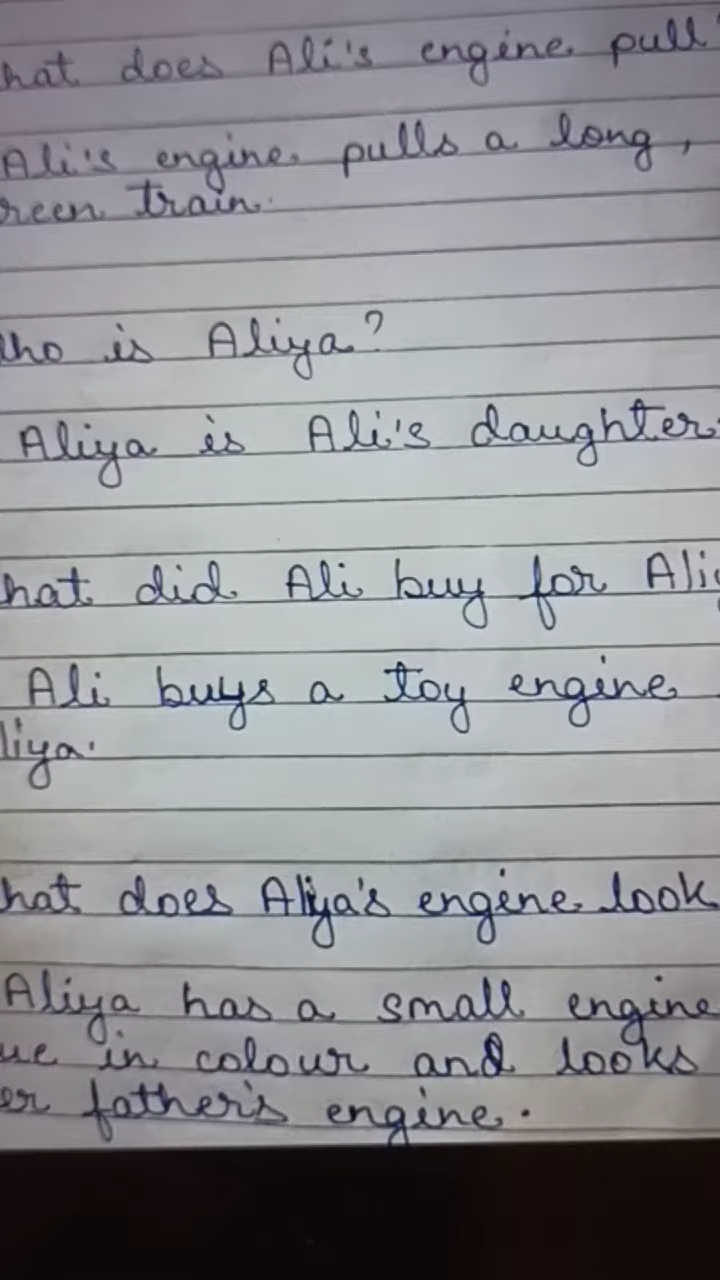 hat does Ali's engine pull
Ali's engine pulls a long,
reen train.
ho is Aliya?
Aliya is Ali's daughter.
hat did Ali buy for Aliy
Ali buys a toy engine
liya.
hat does Aliya's engine look
Aliya has a small engine
ue in colour and looks
er father's engine.